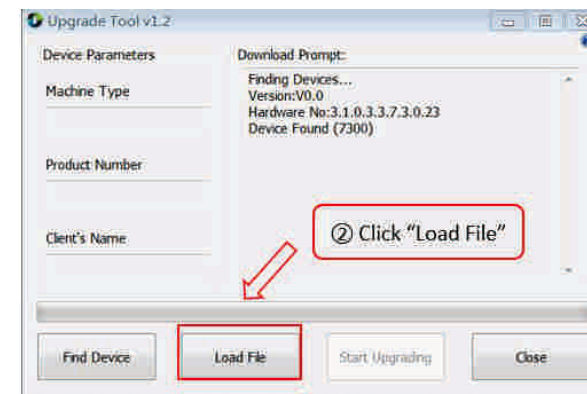 Upgrade Tool v1.2
Device Parameters
Download Prompt:
Machine Type
Finding Devices...
Version:V0.0
Hardware No:3.1.0.3.3.7.3.0.23
Device Found (7300)
Product Number
Client's Name
② Click “Load File”
Find Device
Load File
Start Upgrading
Close